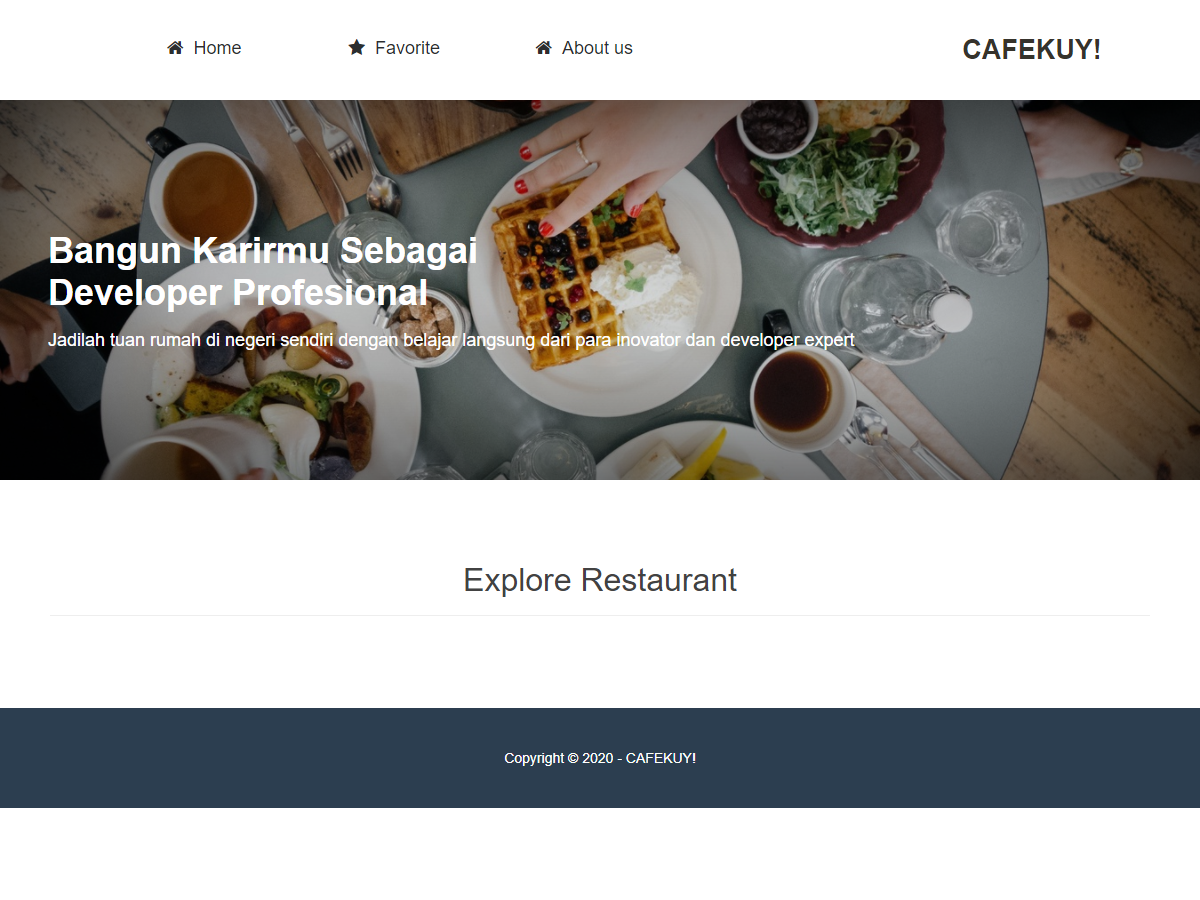 Home Favorite About us CAFEKUY!
Bangun Karirmu Sebagai
Developer Profesional
Jadilah tuan rumah di negeri sendiri dengan belajar langsung dari para inovator dan developer expert
Explore Restaurant
Copyright © 2020 - CAFEKUY!